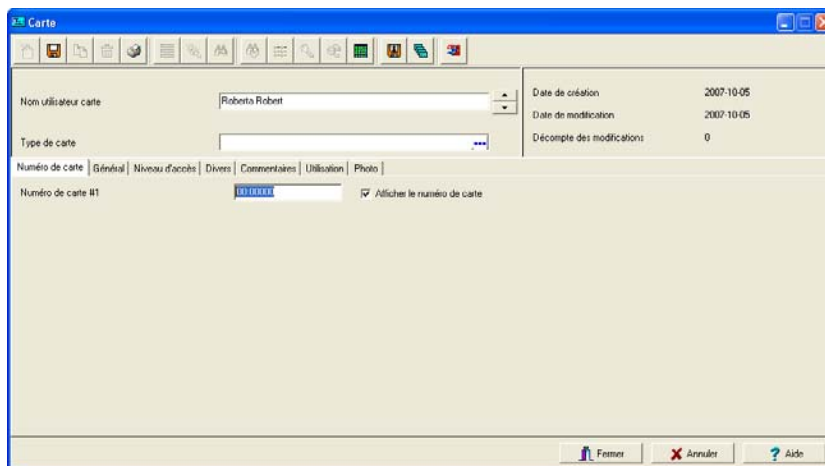 Carte
Nom utilisateur carte
Roberta Robert
Date de création 2007-10-05
Date de modification 2007-10-05
Type de carte
Décompte des modifications 0
Numéro de carte Général Niveau d'accès Divers Commentaires Utilisation Photo
Numéro de carte #1 00:00000 Afficher le numéro de carte
Fermer Annuler ? Aide